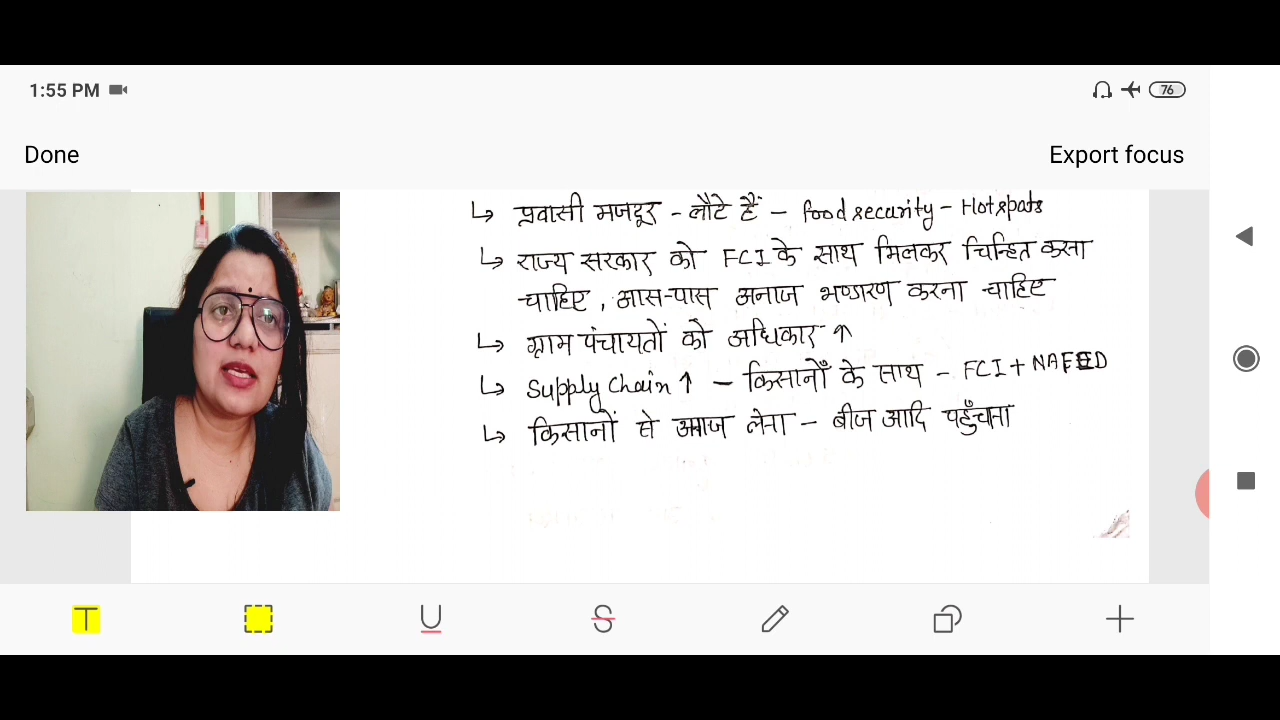 1:55 PM
76
Done
Export focus
↳ प्रवासी मजदूर - लौटे हैं - food security - Hotspots
↳ राज्य सरकार को FCI के साथ मिलकर चिन्हित करना
चाहिए, आस-पास अनाज भण्डारण करना चाहिए
↳ ग्राम पंचायतों को अधिकार ↑
↳ Supply Chain ↑ - किसानों के साथ - FCI + NAFED
↳ किसानों से अनाज लेना - बीज आदि पहुँचाना
T
U
S